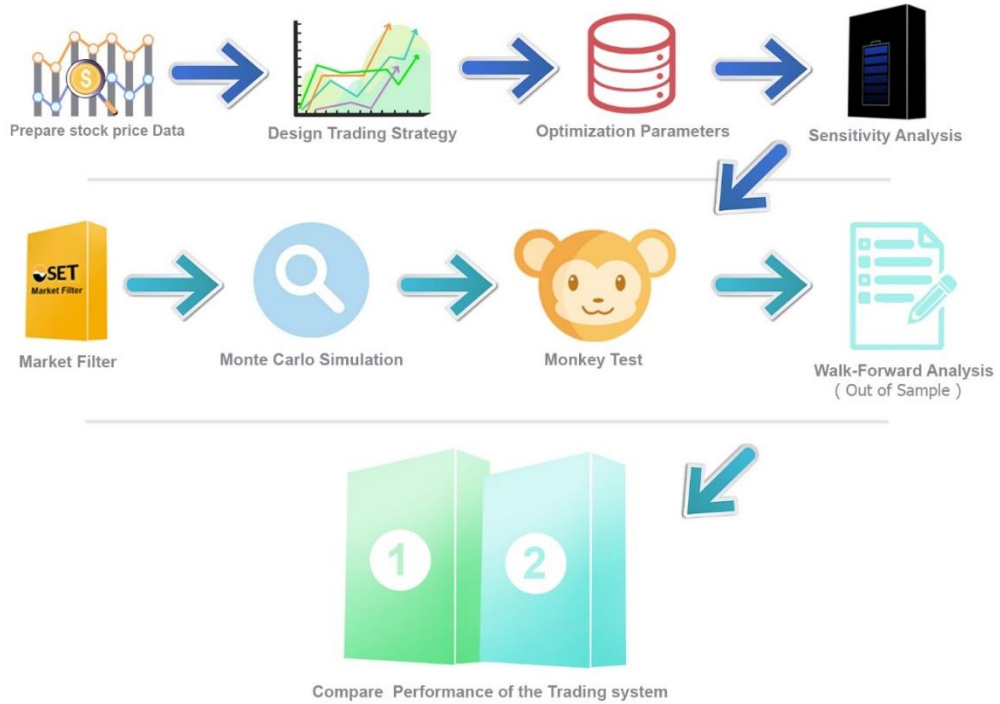 Prepare stock price Data
Design Trading Strategy
Optimization Parameters
Sensitivity Analysis
SET
Market Filter
Market Filter
Monte Carlo Simulation
Monkey Test
Walk-Forward Analysis
( Out of Sample )
1
2
Compare Performance of the Trading system